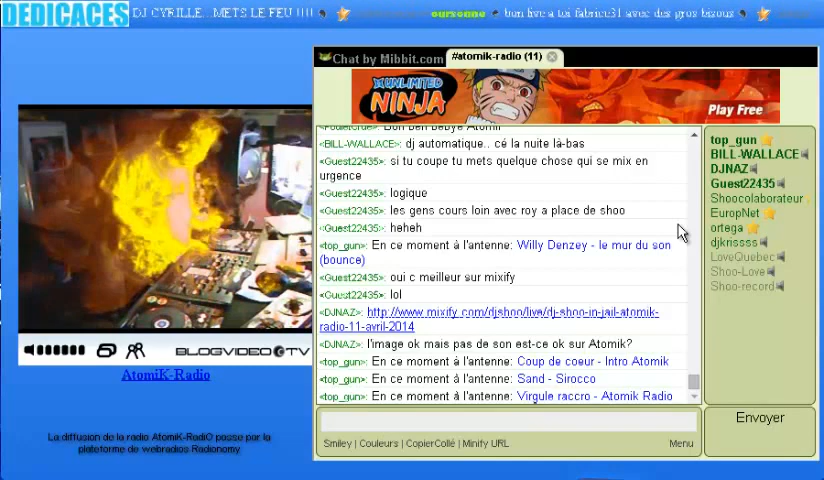 DEDICACES DJ CYRILLE... METS LE FEU !!!! oursonne bon live a toi fabrice31 avec des gros bisous
Chat by Mibbit.com #atomik-radio (11)
UNLIMITED
NINJA
Play Free
Bon ben bebye Atomik
<BILL-WALLACE>: dj automatique.. cé la nuite là-bas
<Guest22435>: si tu coupe tu mets quelque chose qui se mix en
urgence
<Guest22435>: logique
<Guest22435>: les gens cours loin avec roy a place de shoo
<Guest22435>: heheh
<top_gun>: En ce moment à l'antenne: Willy Denzey - le mur du son
(bounce)
<Guest22435>: oui c meilleur sur mixify
<Guest22435>: lol
<DJNAZ>: http://www.mixify.com/djshoo/live/dj-shoo-in-jail-atomik-
radio-11-avril-2014
<DJNAZ>: l'image ok mais pas de son est-ce ok sur Atomik?
<top_gun>: En ce moment à l'antenne: Coup de coeur - Intro Atomik
<top_gun>: En ce moment à l'antenne: Sand - Sirocco
<top_gun>: En ce moment à l'antenne: Virgule raccro - Atomik Radio
top_gun
BILL-WALLACE
DJNAZ
Guest22435
Shoocolaborateur
EuropNet
ortega
djkrissss
LoveQuebec
Shoo-Love
Shoo-record
Envoyer
Smiley | Couleurs | CopierCollé | Minify URL Menu
BLOGVIDEO TV
AtomiK-Radio
La diffusion de la radio AtomiK-RadiO passe par la
plateforme de webradios Radionomy.